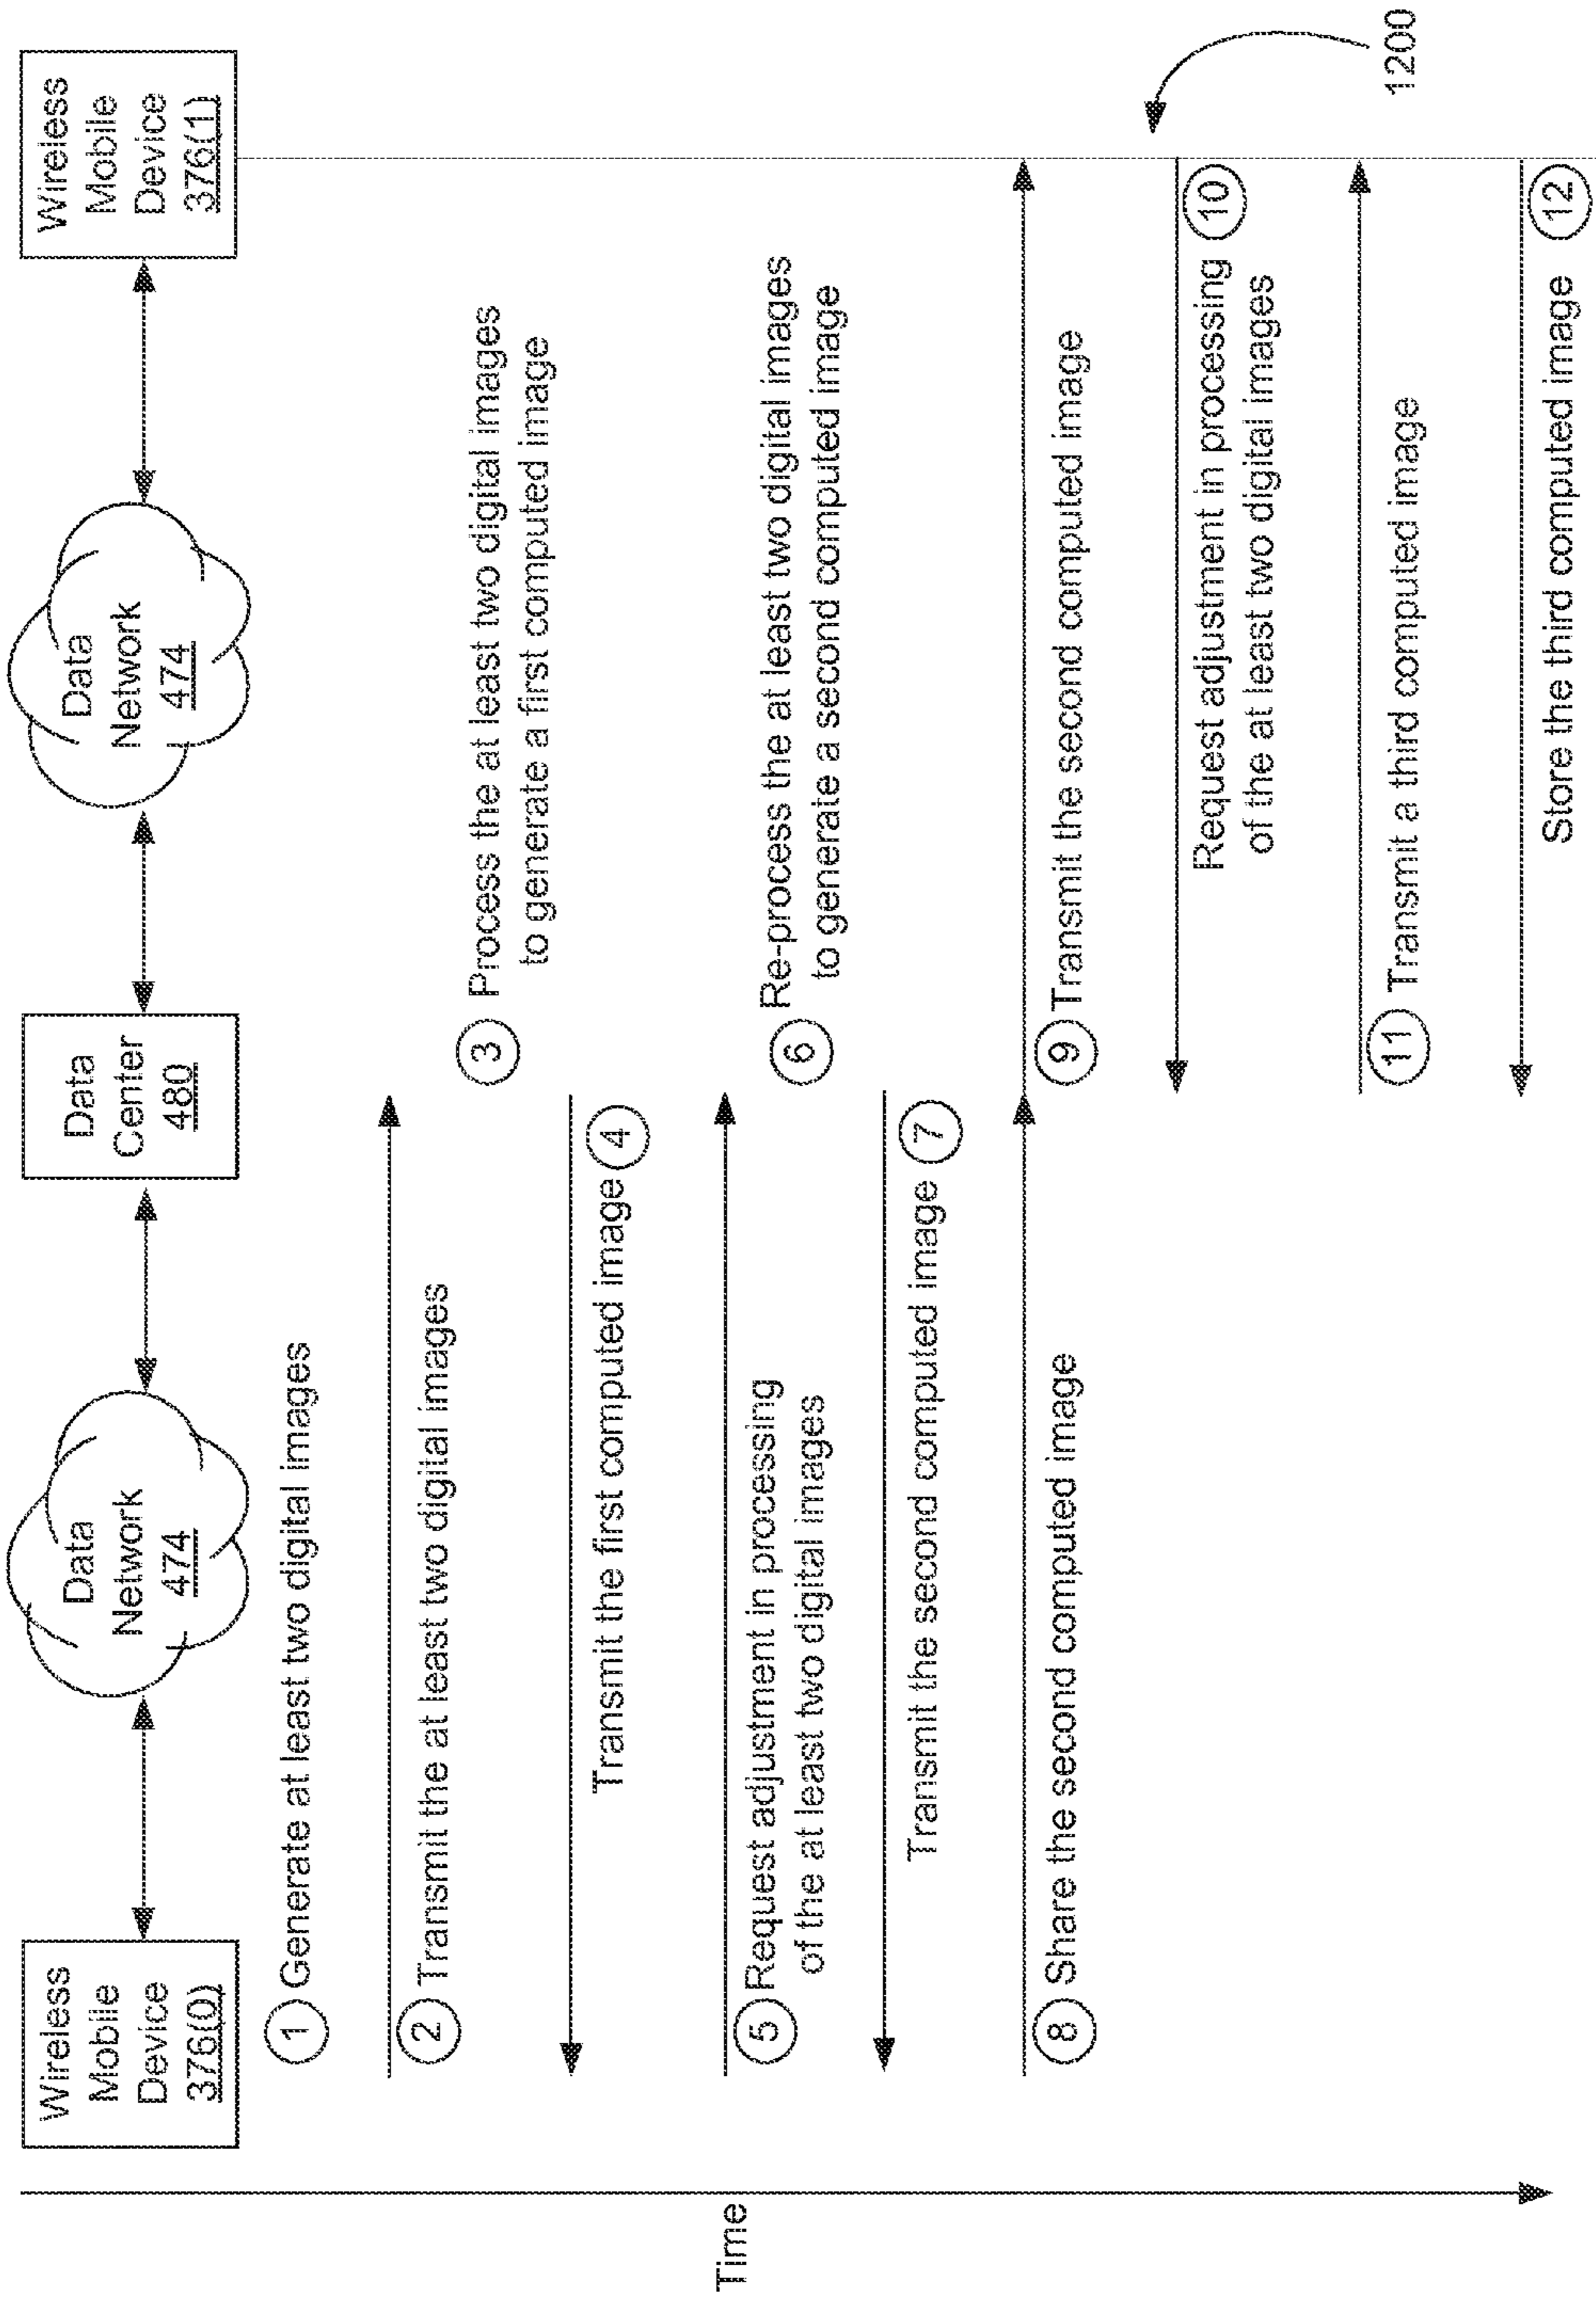 Wireless
Mobile
Device
376(0)
Data
Network
474
Data
Center
480
Data
Network
474
Wireless
Mobile
Device
376(1)
Time
1 Generate at least two digital images
2 Transmit the at least two digital images
3 Process the at least two digital images
to generate a first computed image
Transmit the first computed image 4
5 Request adjustment in processing
of the at least two digital images
6 Re-process the at least two digital images
to generate a second computed image
Transmit the second computed image 7
8 Share the second computed image
9 Transmit the second computed image
Request adjustment in processing 10
of the at least two digital images
1200
11 Transmit a third computed image
Store the third computed image 12